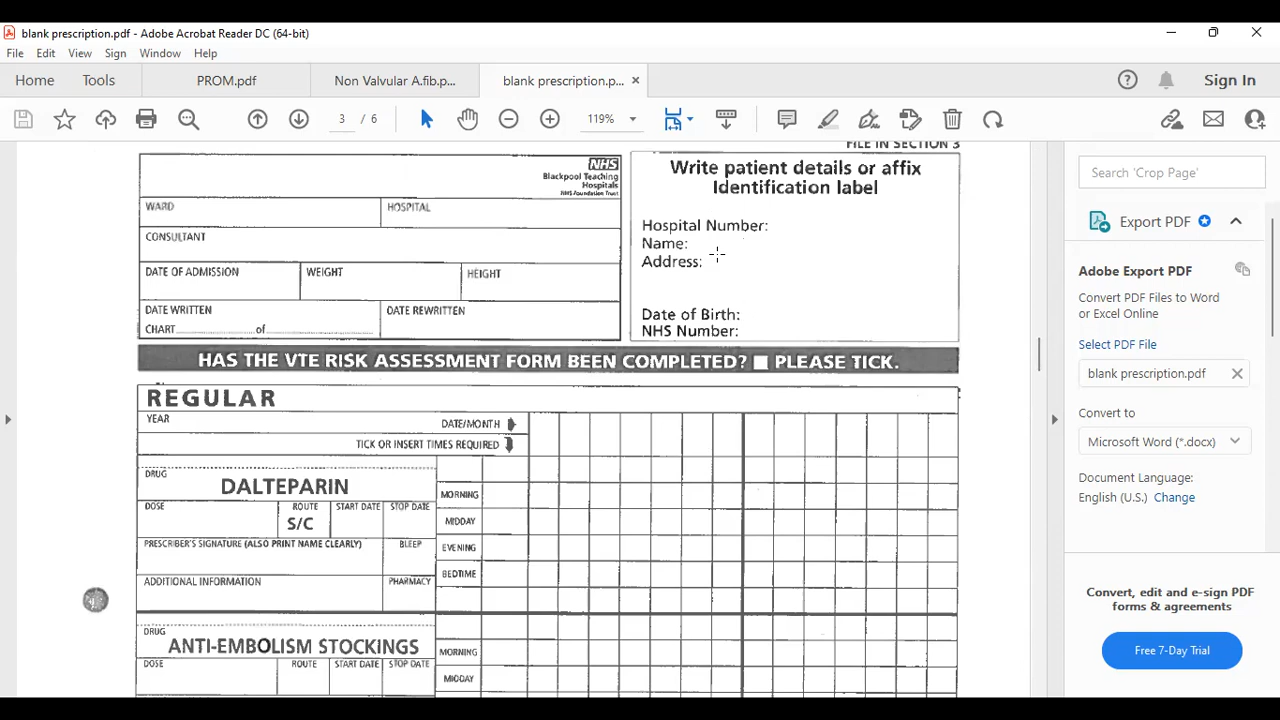 blank prescription.pdf - Adobe Acrobat Reader DC (64-bit)
File Edit View Sign Window Help
Home Tools PROM.pdf Non Valvular A.fib.p... blank prescription.p... ×
3 / 6 119% Sign In
FILE IN SECTION 3
NHS
Blackpool Teaching
Hospitals
NHS Foundation Trust
WARD HOSPITAL
CONSULTANT
DATE OF ADMISSION WEIGHT HEIGHT
DATE WRITTEN DATE REWRITTEN
CHART of
Write patient details or affix
Identification label
Hospital Number:
Name:
Address:
Date of Birth:
NHS Number:
HAS THE VTE RISK ASSESSMENT FORM BEEN COMPLETED? PLEASE TICK.
REGULAR
YEAR DATE/MONTH
TICK OR INSERT TIMES REQUIRED
DRUG
DALTEPARIN
DOSE ROUTE START DATE STOP DATE
S/C
PRESCRIBER'S SIGNATURE (ALSO PRINT NAME CLEARLY) BLEEP
ADDITIONAL INFORMATION PHARMACY
MORNING
MIDDAY
EVENING
BEDTIME
DRUG
ANTI-EMBOLISM STOCKINGS
DOSE ROUTE START DATE STOP DATE
MORNING
MIDDAY
Search 'Crop Page'
Export PDF
Adobe Export PDF
Convert PDF Files to Word
or Excel Online
Select PDF File
blank prescription.pdf ×
Convert to
Microsoft Word (*.docx)
Document Language:
English (U.S.) Change
Convert, edit and e-sign PDF
forms & agreements
Free 7-Day Trial